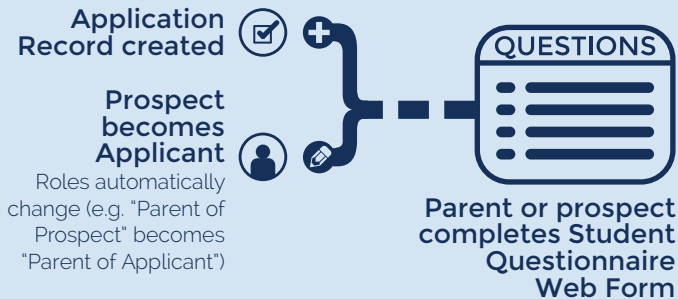 Application
Record created
Prospect
becomes
Applicant
Roles automatically
change (e.g. "Parent of
Prospect" becomes
"Parent of Applicant")
QUESTIONS
Parent or prospect
completes Student
Questionnaire
Web Form